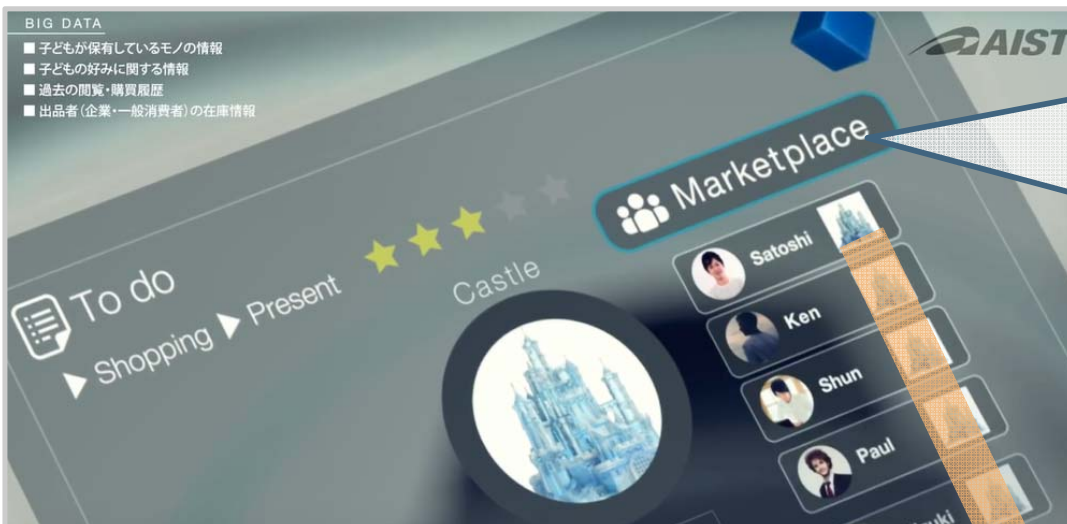 BIG DATA
■ 子どもが保有しているモノの情報
■ 子どもの好みに関する情報
■ 過去の閲覧・購買履歴
■ 出品者(企業・一般消費者)の在庫情報
AIST
Marketplace
To do
▶ Shopping ▶ Present
Castle
Satoshi
Ken
Shun
Paul